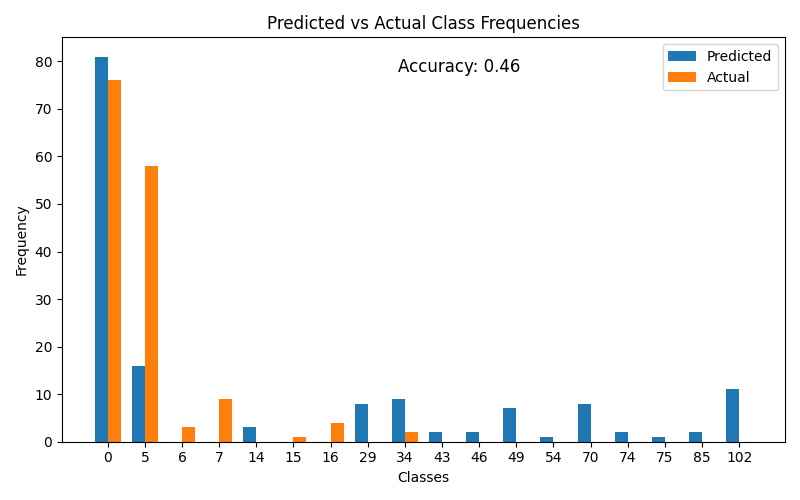 Predicted vs Actual Class Frequencies
Accuracy: 0.46
Predicted
Actual
Frequency
80
70
60
50
40
30
20
10
0
0 5 6 7 14 15 16 29 34 43 46 49 54 70 74 75 85 102
Classes